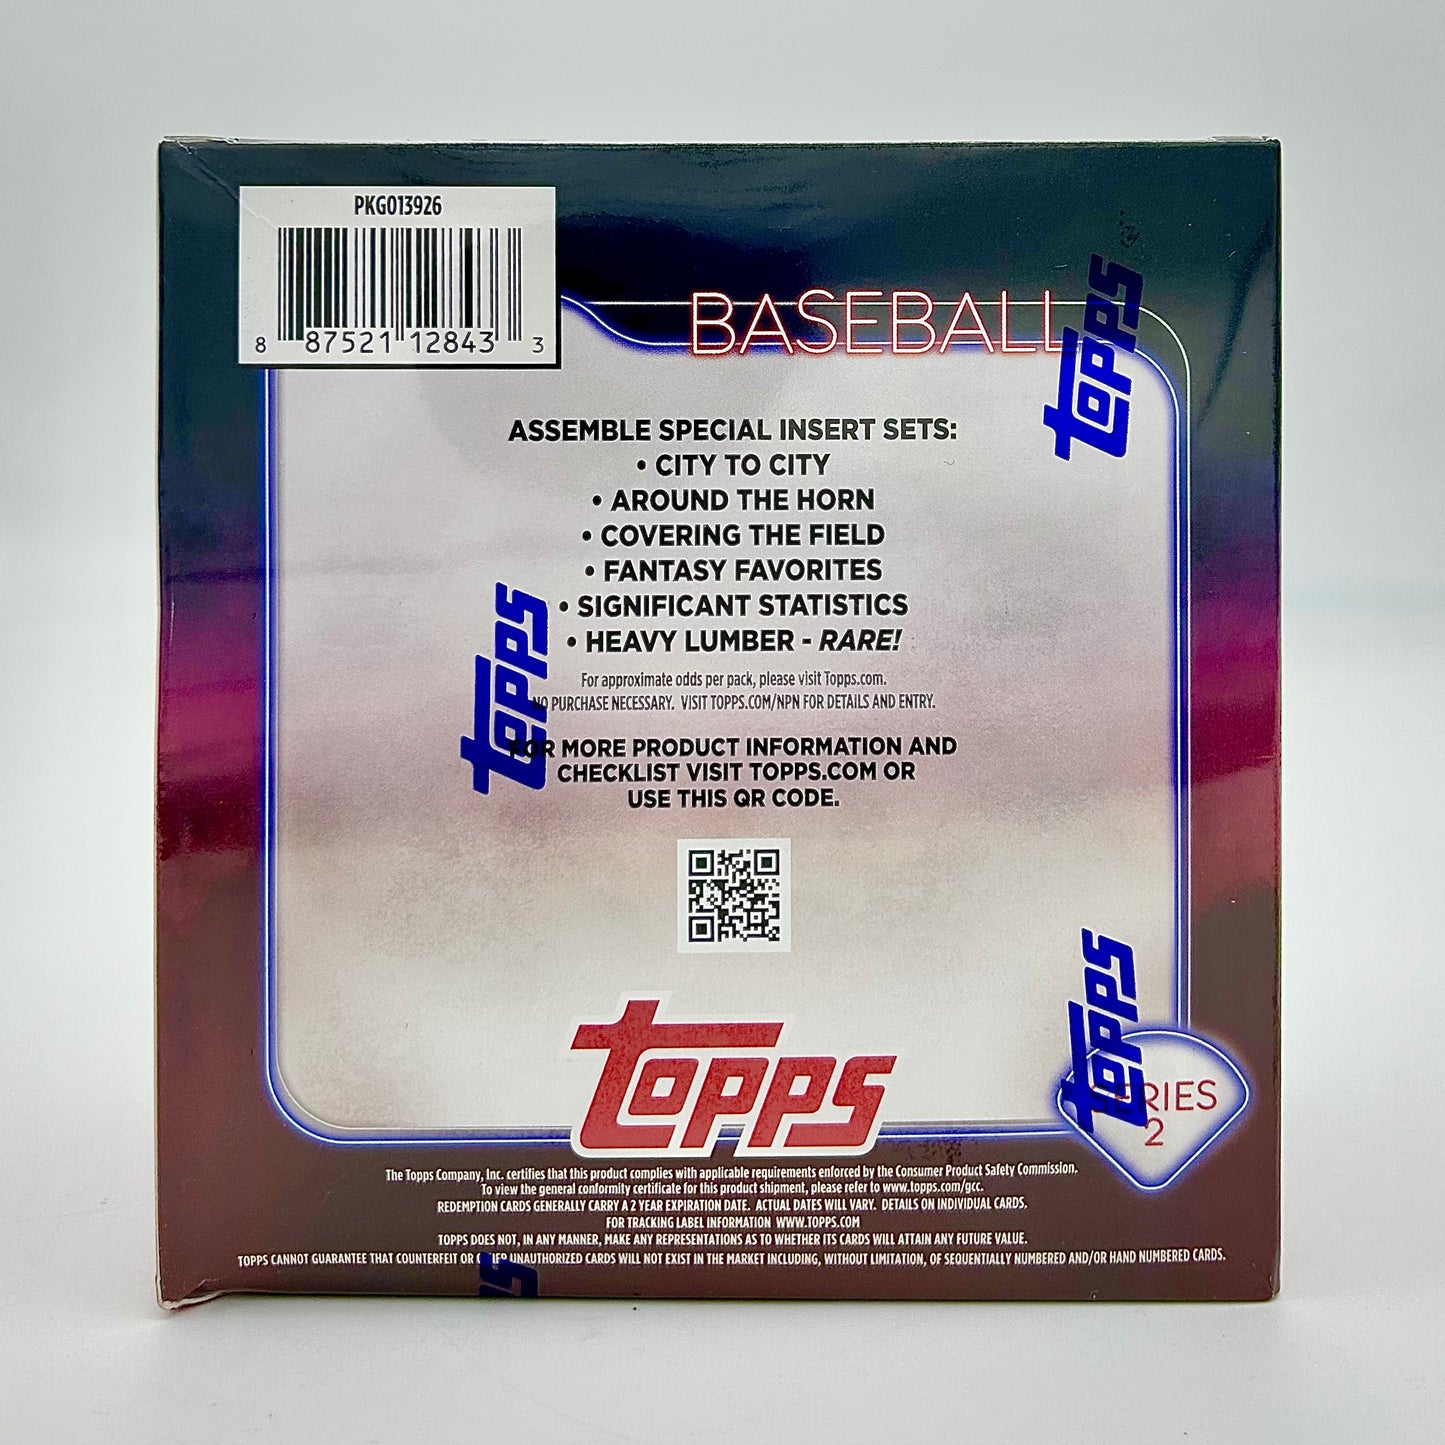 PKG013926
8 87521 12843 3
BASEBALL
topps
ASSEMBLE SPECIAL INSERT SETS:
• CITY TO CITY
• AROUND THE HORN
• COVERING THE FIELD
• FANTASY FAVORITES
• SIGNIFICANT STATISTICS
• HEAVY LUMBER - RARE!
topps
For approximate odds per pack, please visit Topps.com.
NO PURCHASE NECESSARY. VISIT TOPPS.COM/NPN FOR DETAILS AND ENTRY.
FOR MORE PRODUCT INFORMATION AND
CHECKLIST VISIT TOPPS.COM OR
USE THIS QR CODE.
topps
topps
SERIES
2
The Topps Company, Inc. certifies that this product complies with applicable requirements enforced by the Consumer Product Safety Commission.
To view the general conformity certificate for this product shipment, please refer to www.topps.com/gcc.
REDEMPTION CARDS GENERALLY CARRY A 2 YEAR EXPIRATION DATE. ACTUAL DATES WILL VARY. DETAILS ON INDIVIDUAL CARDS.
FOR TRACKING LABEL INFORMATION WWW.TOPPS.COM
TOPPS DOES NOT, IN ANY MANNER, MAKE ANY REPRESENTATIONS AS TO WHETHER ITS CARDS WILL ATTAIN ANY FUTURE VALUE.
TOPPS CANNOT GUARANTEE THAT COUNTERFEIT OR OTHER UNAUTHORIZED CARDS WILL NOT EXIST IN THE MARKET INCLUDING, WITHOUT LIMITATION, OF SEQUENTIALLY NUMBERED AND/OR HAND NUMBERED CARDS.